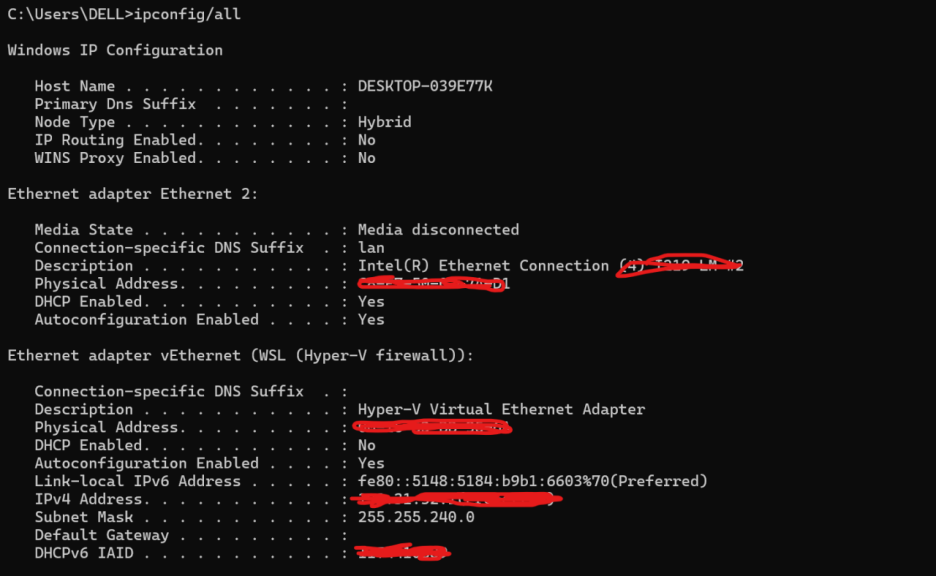 C:\Users\DELL>ipconfig/all
Windows IP Configuration
Host Name . . . . . . . . . . . . : DESKTOP-039E77K
Primary Dns Suffix  . . . . . . . :
Node Type . . . . . . . . . . . . : Hybrid
IP Routing Enabled. . . . . . . . : No
WINS Proxy Enabled. . . . . . . . : No
Ethernet adapter Ethernet 2:
Media State . . . . . . . . . . . : Media disconnected
Connection-specific DNS Suffix  . : lan
Description . . . . . . . . . . . : Intel(R) Ethernet Connection
Physical Address. . . . . . . . . :
DHCP Enabled. . . . . . . . . . . : Yes
Autoconfiguration Enabled . . . . : Yes
Ethernet adapter vEthernet (WSL (Hyper-V firewall)):
Connection-specific DNS Suffix  . :
Description . . . . . . . . . . . : Hyper-V Virtual Ethernet Adapter
Physical Address. . . . . . . . . :
DHCP Enabled. . . . . . . . . . . : No
Autoconfiguration Enabled . . . . : Yes
Link-local IPv6 Address . . . . . : fe80::5148:5184:b9b1:6603%70(Preferred)
IPv4 Address. . . . . . . . . . . :
Subnet Mask . . . . . . . . . . . : 255.255.240.0
Default Gateway . . . . . . . . . :
DHCPv6 IAID . . . . . . . . . . . :